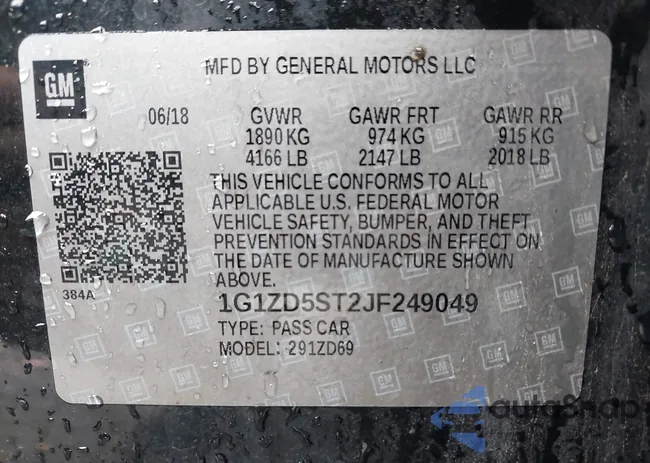 MFD BY GENERAL MOTORS LLC
GM
06/18 GVWR GAWR FRT GAWR RR
1890 KG 974 KG 915 KG
4166 LB 2147 LB 2018 LB
THIS VEHICLE CONFORMS TO ALL
APPLICABLE U.S. FEDERAL MOTOR
VEHICLE SAFETY, BUMPER, AND THEFT
PREVENTION STANDARDS IN EFFECT ON
THE DATE OF MANUFACTURE SHOWN
ABOVE.
384A
1G1ZD5ST2JF249049
TYPE: PASS CAR
MODEL: 291ZD69
autosnap